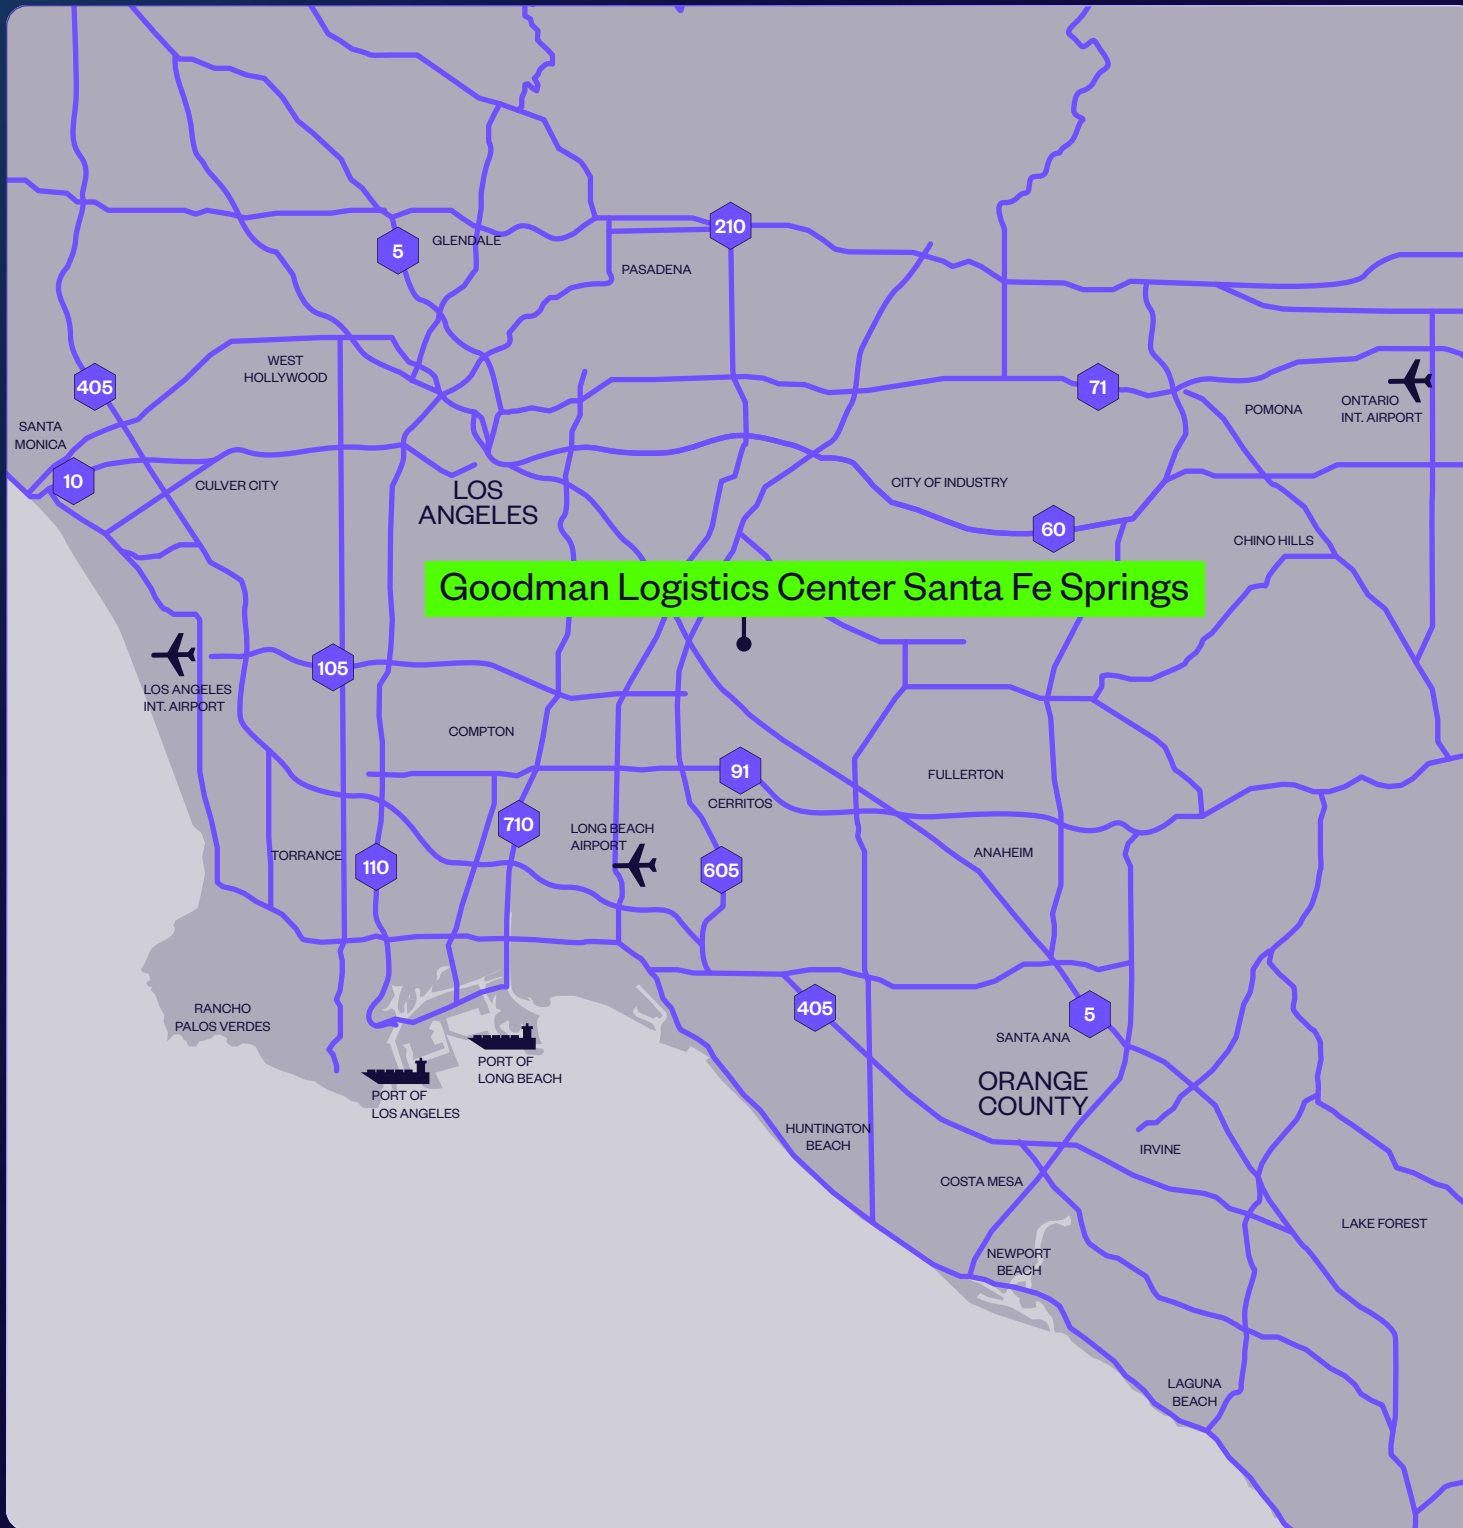 210
5
GLENDALE
PASADENA
WEST
HOLLYWOOD
405
71
ONTARIO
INT. AIRPORT
POMONA
SANTA
MONICA
10
CULVER CITY
LOS
ANGELES
CITY OF INDUSTRY
60
CHINO HILLS
Goodman Logistics Center Santa Fe Springs
105
LOS ANGELES
INT. AIRPORT
COMPTON
91
CERRITOS
FULLERTON
710
LONG BEACH
AIRPORT
TORRANCE
110
605
ANAHEIM
RANCHO
PALOS VERDES
405
5
SANTA ANA
PORT OF
LONG BEACH
PORT OF
LOS ANGELES
ORANGE
COUNTY
HUNTINGTON
BEACH
IRVINE
COSTA MESA
LAKE FOREST
NEWPORT
BEACH
LAGUNA
BEACH